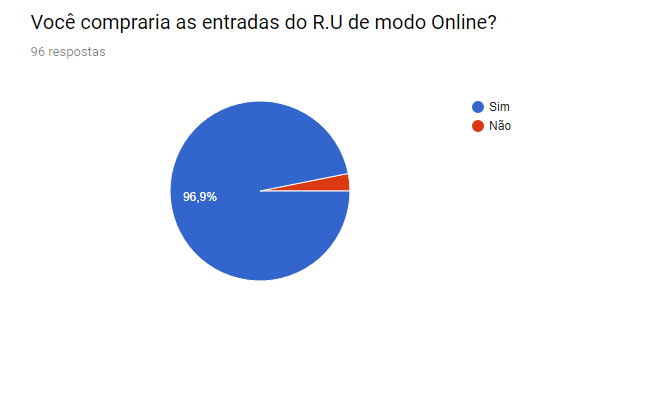 Você compraria as entradas do R.U de modo Online?
96 respostas
Sim
Não
96,9%